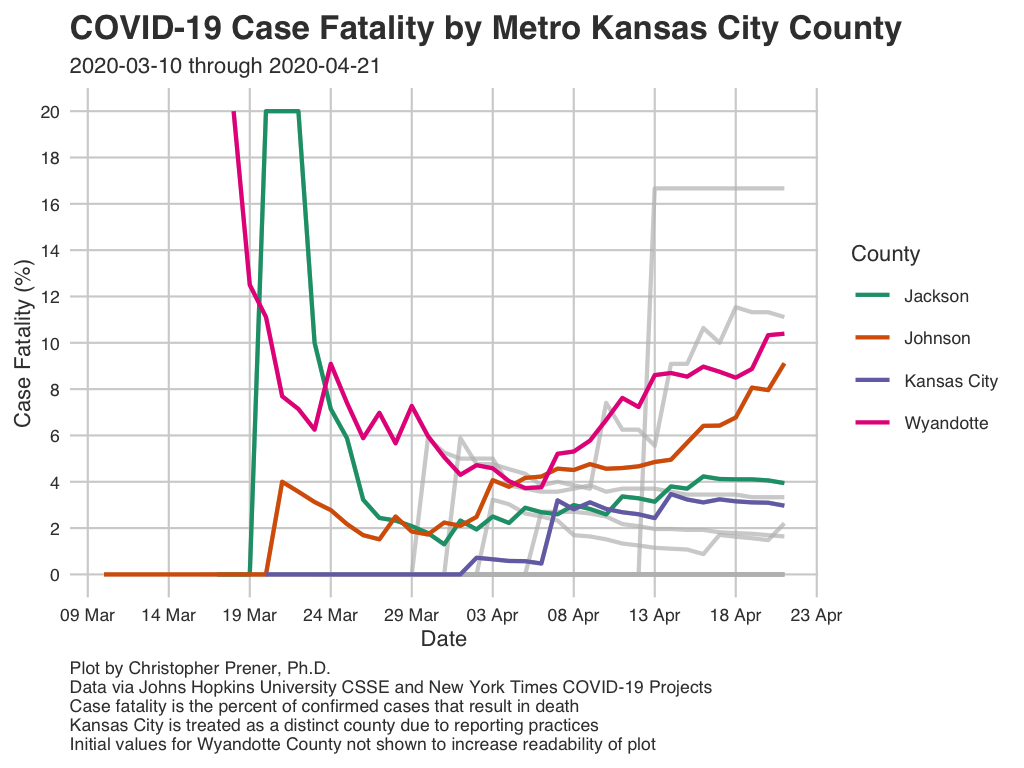 COVID-19 Case Fatality by Metro Kansas City County
2020-03-10 through 2020-04-21
Case Fatality (%)
20
18
16
14
12
10
8
6
4
2
0
09 Mar 14 Mar 19 Mar 24 Mar 29 Mar 03 Apr 08 Apr 13 Apr 18 Apr 23 Apr
Date
County
Jackson
Johnson
Kansas City
Wyandotte
Plot by Christopher Prener, Ph.D.
Data via Johns Hopkins University CSSE and New York Times COVID-19 Projects
Case fatality is the percent of confirmed cases that result in death
Kansas City is treated as a distinct county due to reporting practices
Initial values for Wyandotte County not shown to increase readability of plot